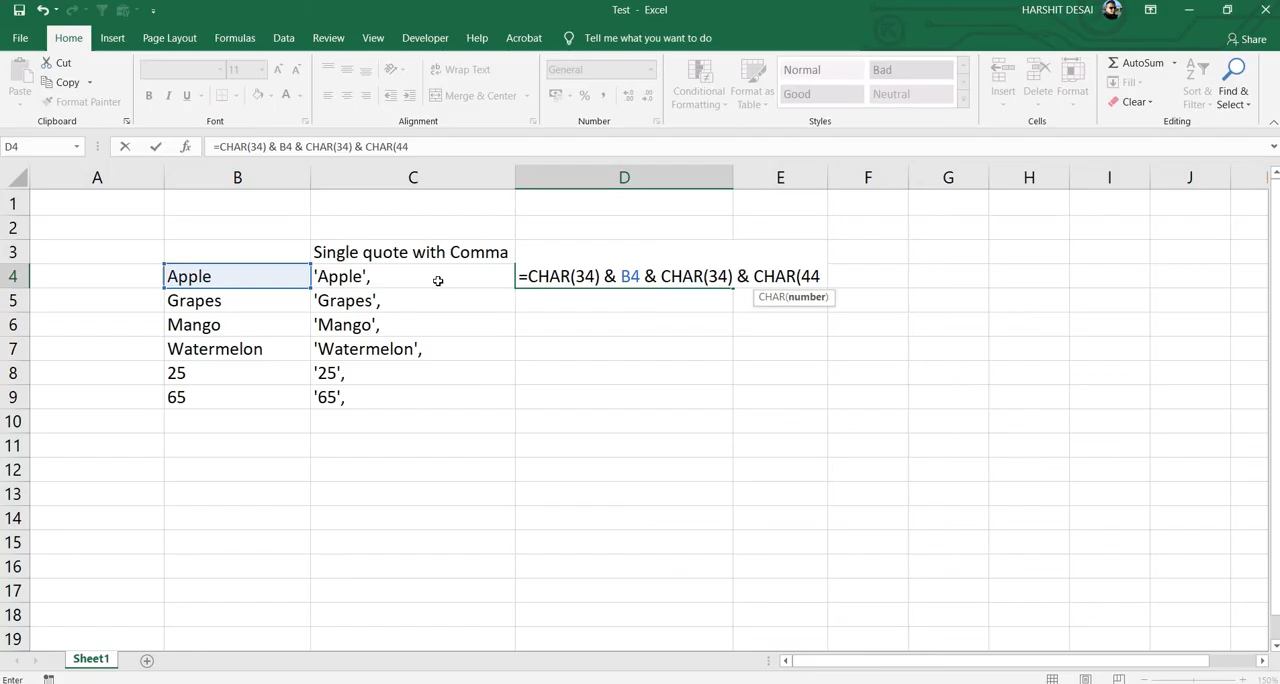 Test - Excel
HARSHIT DESAI
File Home Insert Page Layout Formulas Data Review View Developer Help Acrobat Tell me what you want to do Share
Paste
Cut
Copy
Format Painter
Clipboard
11
B I U
Font
Wrap Text
Merge & Center
Alignment
General
Number
Conditional Formatting
Format as Table
Normal Bad
Good Neutral
Styles
Insert Delete Format
Cells
AutoSum
Fill
Clear
Sort & Filter
Find & Select
Editing
D4 =CHAR(34) & B4 & CHAR(34) & CHAR(44
A B C D E F G H I J
1
2
3 Single quote with Comma
4 Apple 'Apple', =CHAR(34) & B4 & CHAR(34) & CHAR(44
CHAR(number)
5 Grapes 'Grapes',
6 Mango 'Mango',
7 Watermelon 'Watermelon',
8 25 '25',
9 65 '65',
10
11
12
13
14
15
16
17
18
19
Sheet1
Enter 150%